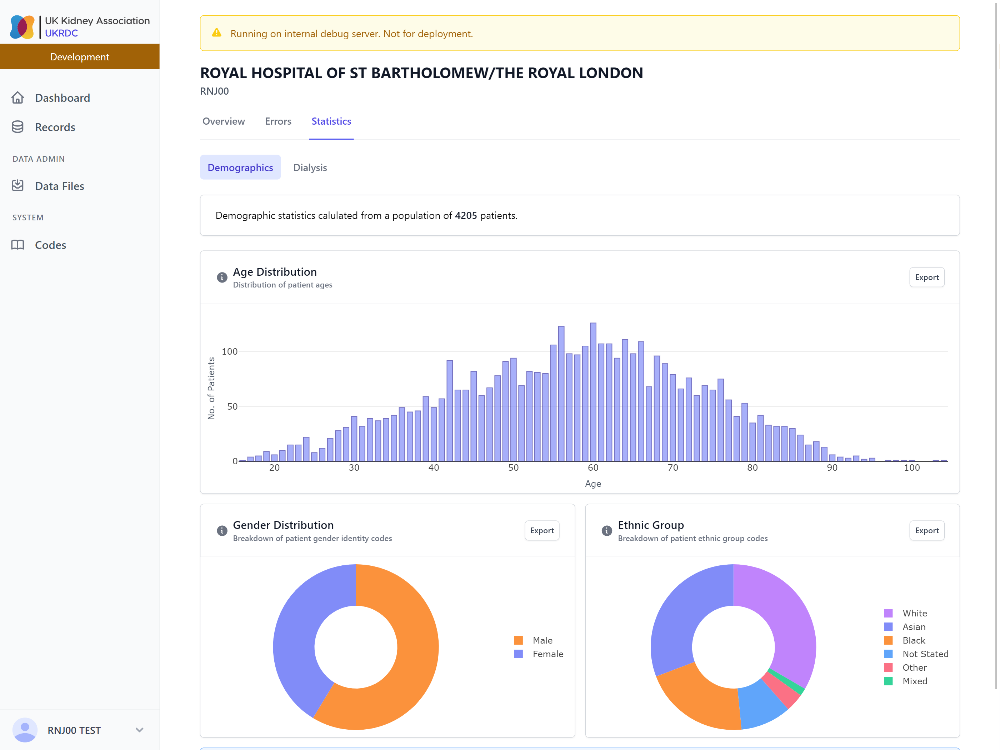 UK Kidney Association
UKRDC
Development
Dashboard
Records
DATA ADMIN
Data Files
SYSTEM
Codes
RNJ00 TEST
Running on internal debug server. Not for deployment.
ROYAL HOSPITAL OF ST BARTHOLOMEW/THE ROYAL LONDON
RNJ00
Overview Errors Statistics
Demographics Dialysis
Demographic statistics calulated from a population of 4205 patients.
Age Distribution
Distribution of patient ages
Export
No. of Patients
100
50
0
20 30 40 50 60 70 80 90 100
Age
Gender Distribution
Breakdown of patient gender identity codes
Export
Male
Female
Ethnic Group
Breakdown of patient ethnic group codes
Export
White
Asian
Black
Not Stated
Other
Mixed